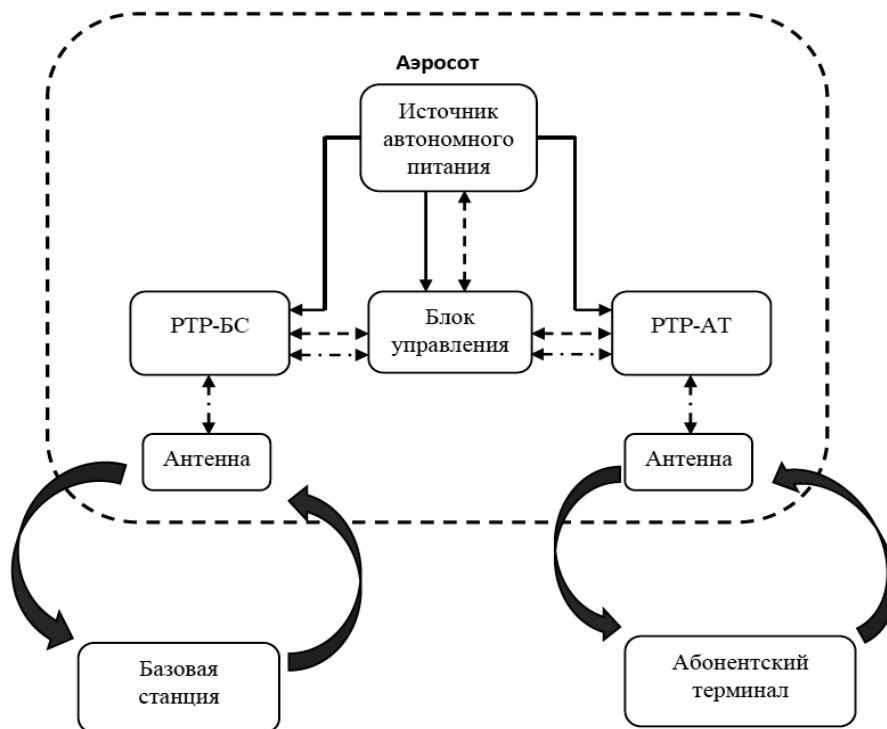 Аэросот
Источник
автономного
питания
РТР-БС
Блок
управления
РТР-АТ
Антенна
Антенна
Базовая
станция
Абонентский
терминал